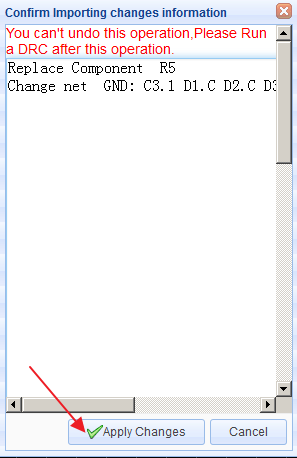 Confirm Importing changes information
You can't undo this operation,Please Run
a DRC after this operation.
Replace Component  R5
Change net  GND: C3.1 D1.C D2.C D3
Apply Changes
Cancel